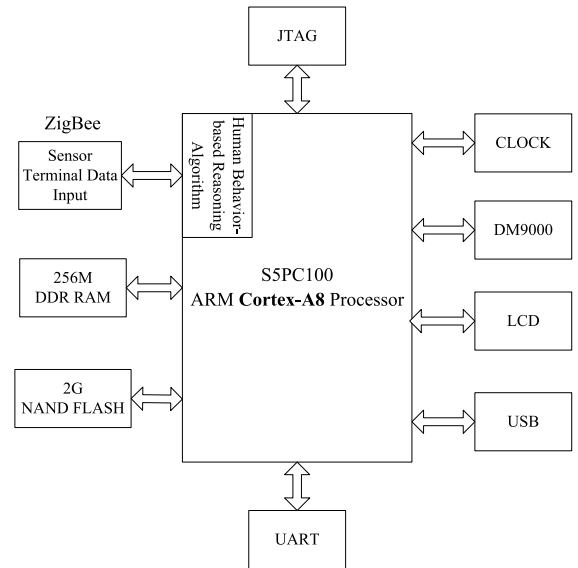 JTAG
ZigBee
Sensor
Terminal Data
Input
Human Behavior-
based Reasoning
Algorithm
CLOCK
DM9000
256M
DDR RAM
S5PC100
ARM Cortex-A8 Processor
LCD
2G
NAND FLASH
USB
UART